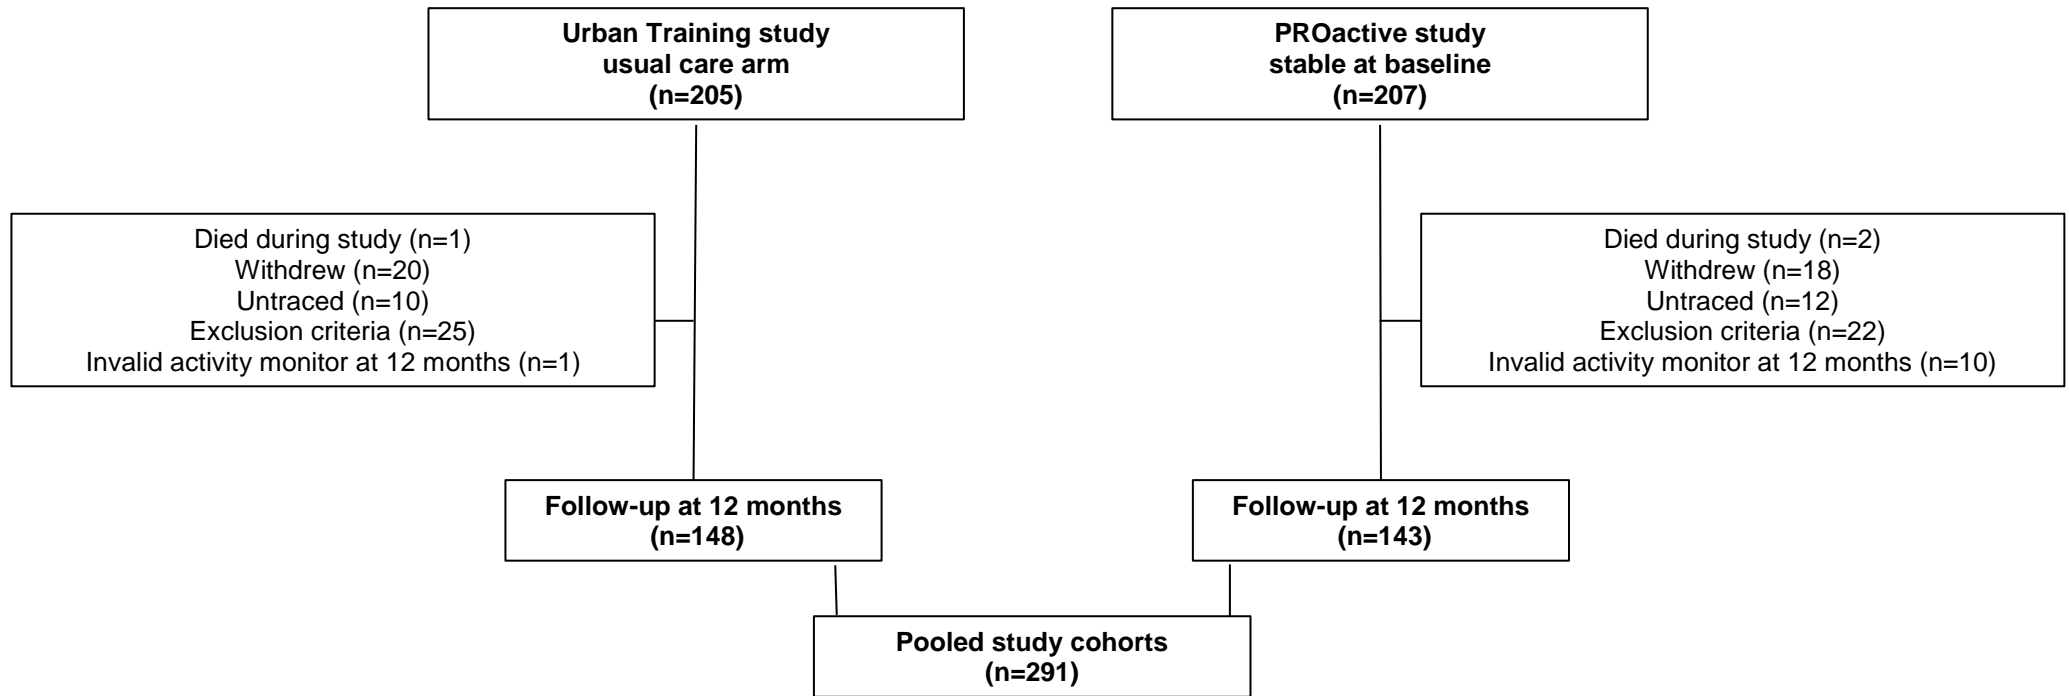 Urban Training study
usual care arm
(n=205)
PROactive study
stable at baseline
(n=207)
Died during study (n=1)
Withdrew (n=20)
Untraced (n=10)
Exclusion criteria (n=25)
Invalid activity monitor at 12 months (n=1)
Died during study (n=2)
Withdrew (n=18)
Untraced (n=12)
Exclusion criteria (n=22)
Invalid activity monitor at 12 months (n=10)
Follow-up at 12 months
(n=148)
Follow-up at 12 months
(n=143)
Pooled study cohorts
(n=291)